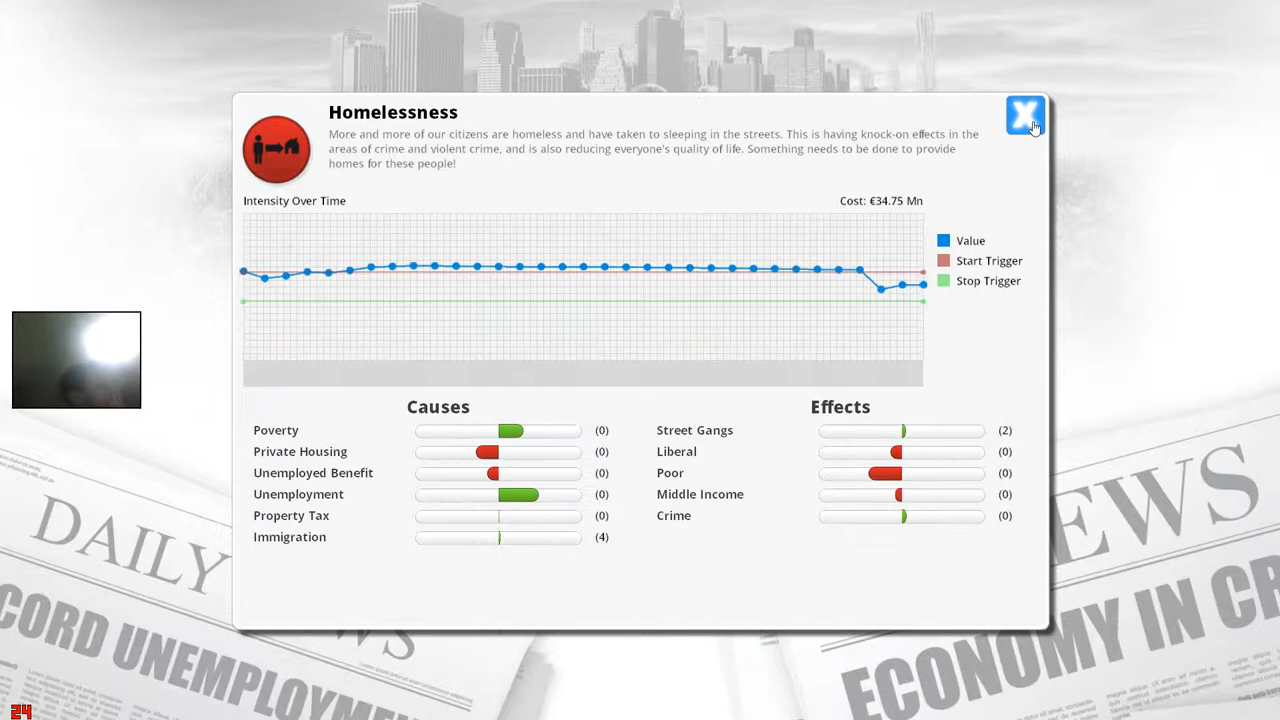 Homelessness
More and more of our citizens are homeless and have taken to sleeping in the streets. This is having knock-on effects in the
areas of crime and violent crime, and is also reducing everyone's quality of life. Something needs to be done to provide
homes for these people!
Intensity Over Time
Cost: €34.75 Mn
Value
Start Trigger
Stop Trigger
Causes
Effects
Poverty (0)
Street Gangs (2)
Private Housing (0)
Liberal (0)
Unemployed Benefit (0)
Poor (0)
Unemployment (0)
Middle Income (0)
Property Tax (0)
Crime (0)
Immigration (4)
DAILY
EWS
WS
CORD UNEMPLOYMEN
ECONOMY IN CR
24